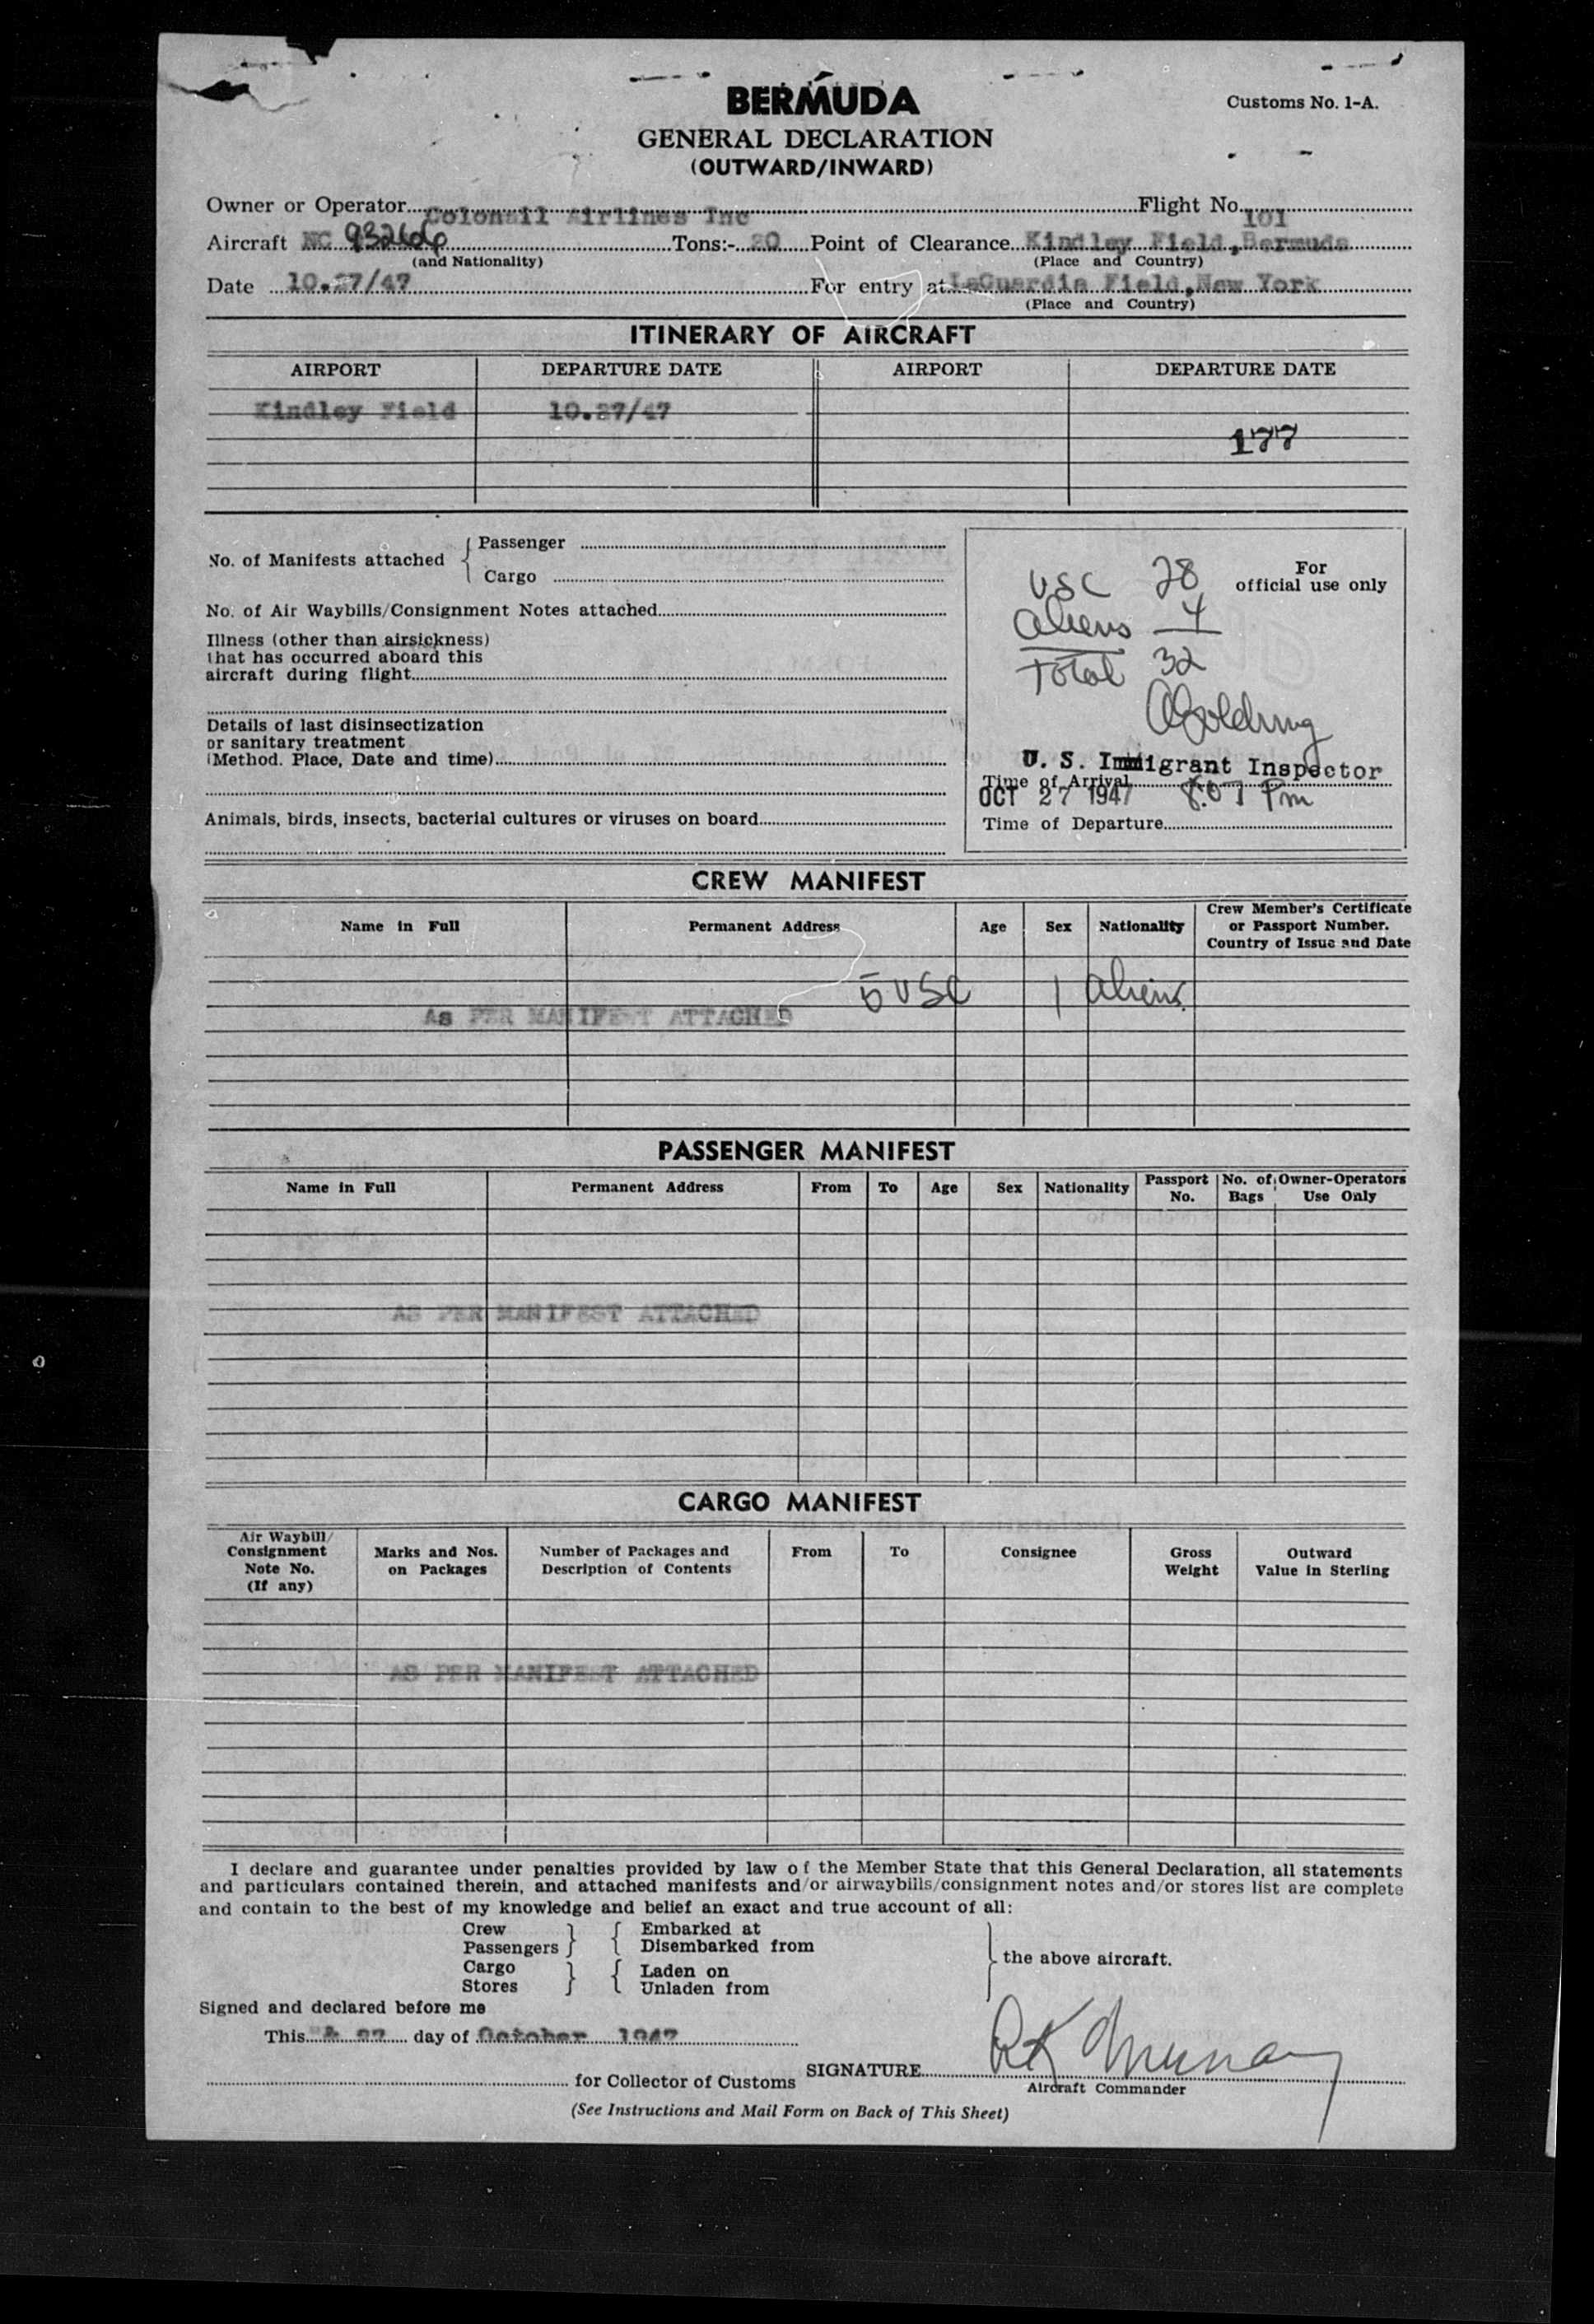 BERMUDA
Customs No. 1-A.
GENERAL DECLARATION
(OUTWARD/INWARD)
Owner or Operator Colonail Airlines Inc Flight No. 101
Aircraft NC Tons:- 20 Point of Clearance Kindley Field, Bermuda
(and Nationality) (Place and Country)
Date 10.27/47 For entry at LaGuardia Field, New York
(Place and Country)
ITINERARY OF AIRCRAFT
AIRPORT DEPARTURE DATE AIRPORT DEPARTURE DATE
Kindley Field 10.27/47
177
No. of Manifests attached { Passenger
Cargo
No. of Air Waybills/Consignment Notes attached
Illness (other than airsickness)
that has occurred aboard this
aircraft during flight
Details of last disinsectization
or sanitary treatment
(Method. Place, Date and time)
Animals, birds, insects, bacterial cultures or viruses on board
For
official use only
USC 28
Aliens 4
Total 32
AGoldring
U. S. Immigrant Inspector
Time of Arrival
OCT 27 1947 8:07 Pm
Time of Departure
CREW MANIFEST
Name in Full Permanent Address Age Sex Nationality Crew Member's Certificate
or Passport Number.
Country of Issue and Date
5 USC 1 Aliens
As PER MANIFEST ATTACHED
PASSENGER MANIFEST
Name in Full Permanent Address From To Age Sex Nationality Passport No. No. of Bags Owner-Operators Use Only
AS PER MANIFEST ATTACHED
CARGO MANIFEST
Air Waybill/
Consignment
Note No.
(If any)
Marks and Nos.
on Packages
Number of Packages and
Description of Contents
From To Consignee
Gross
Weight
Outward
Value in Sterling
AS PER MANIFEST ATTACHED
I declare and guarantee under penalties provided by law of the Member State that this General Declaration, all statements
and particulars contained therein, and attached manifests and/or airwaybills/consignment notes and/or stores list are complete
and contain to the best of my knowledge and belief an exact and true account of all:
Crew } { Embarked at
Passengers } { Disembarked from
Cargo } { Laden on
Stores } { Unladen from
} the above aircraft.
Signed and declared before me
This 27 day of October 1947
for Collector of Customs
SIGNATURE RK Murray
Aircraft Commander
(See Instructions and Mail Form on Back of This Sheet)